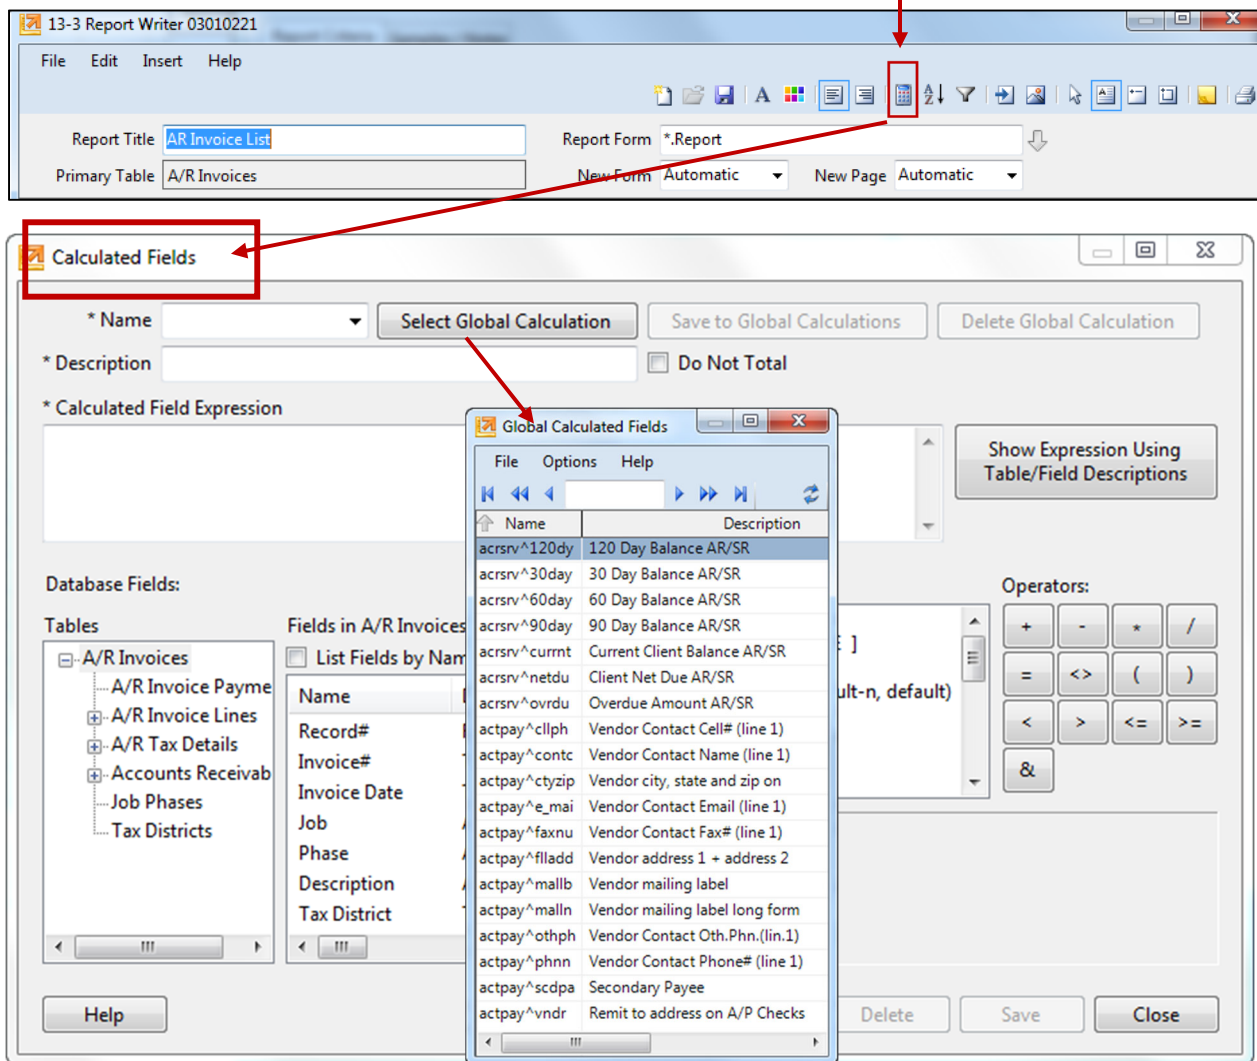 13-3 Report Writer 03010221
File Edit Insert Help
Report Title AR Invoice List Report Form *.Report
Primary Table A/R Invoices New Form Automatic New Page Automatic
Calculated Fields
* Name Select Global Calculation Save to Global Calculations Delete Global Calculation
* Description Do Not Total
* Calculated Field Expression
Show Expression Using
Table/Field Descriptions
Global Calculated Fields
File Options Help
Name Description
acrsrv^120dy 120 Day Balance AR/SR
acrsrv^30day 30 Day Balance AR/SR
acrsrv^60day 60 Day Balance AR/SR
acrsrv^90day 90 Day Balance AR/SR
acrsrv^currnt Current Client Balance AR/SR
acrsrv^netdu Client Net Due AR/SR
acrsrv^ovrdu Overdue Amount AR/SR
actpay^cllph Vendor Contact Cell# (line 1)
actpay^contc Vendor Contact Name (line 1)
actpay^ctyzip Vendor city, state and zip on
actpay^e_mai Vendor Contact Email (line 1)
actpay^faxnu Vendor Contact Fax# (line 1)
actpay^flladd Vendor address 1 + address 2
actpay^mallb Vendor mailing label
actpay^malln Vendor mailing label long form
actpay^othph Vendor Contact Oth.Phn.(lin.1)
actpay^phnn Vendor Contact Phone# (line 1)
actpay^scdpa Secondary Payee
actpay^vndr Remit to address on A/P Checks
Database Fields:
Tables
A/R Invoices
A/R Invoice Payme
A/R Invoice Lines
A/R Tax Details
Accounts Receivab
Job Phases
Tax Districts
Fields in A/R Invoices
List Fields by Nam
Name
Record#
Invoice#
Invoice Date
Job
Phase
Description
Tax District
]
ult-n, default)
Operators:
+ - * /
= <> ( )
< > <= >=
&
Help Delete Save Close